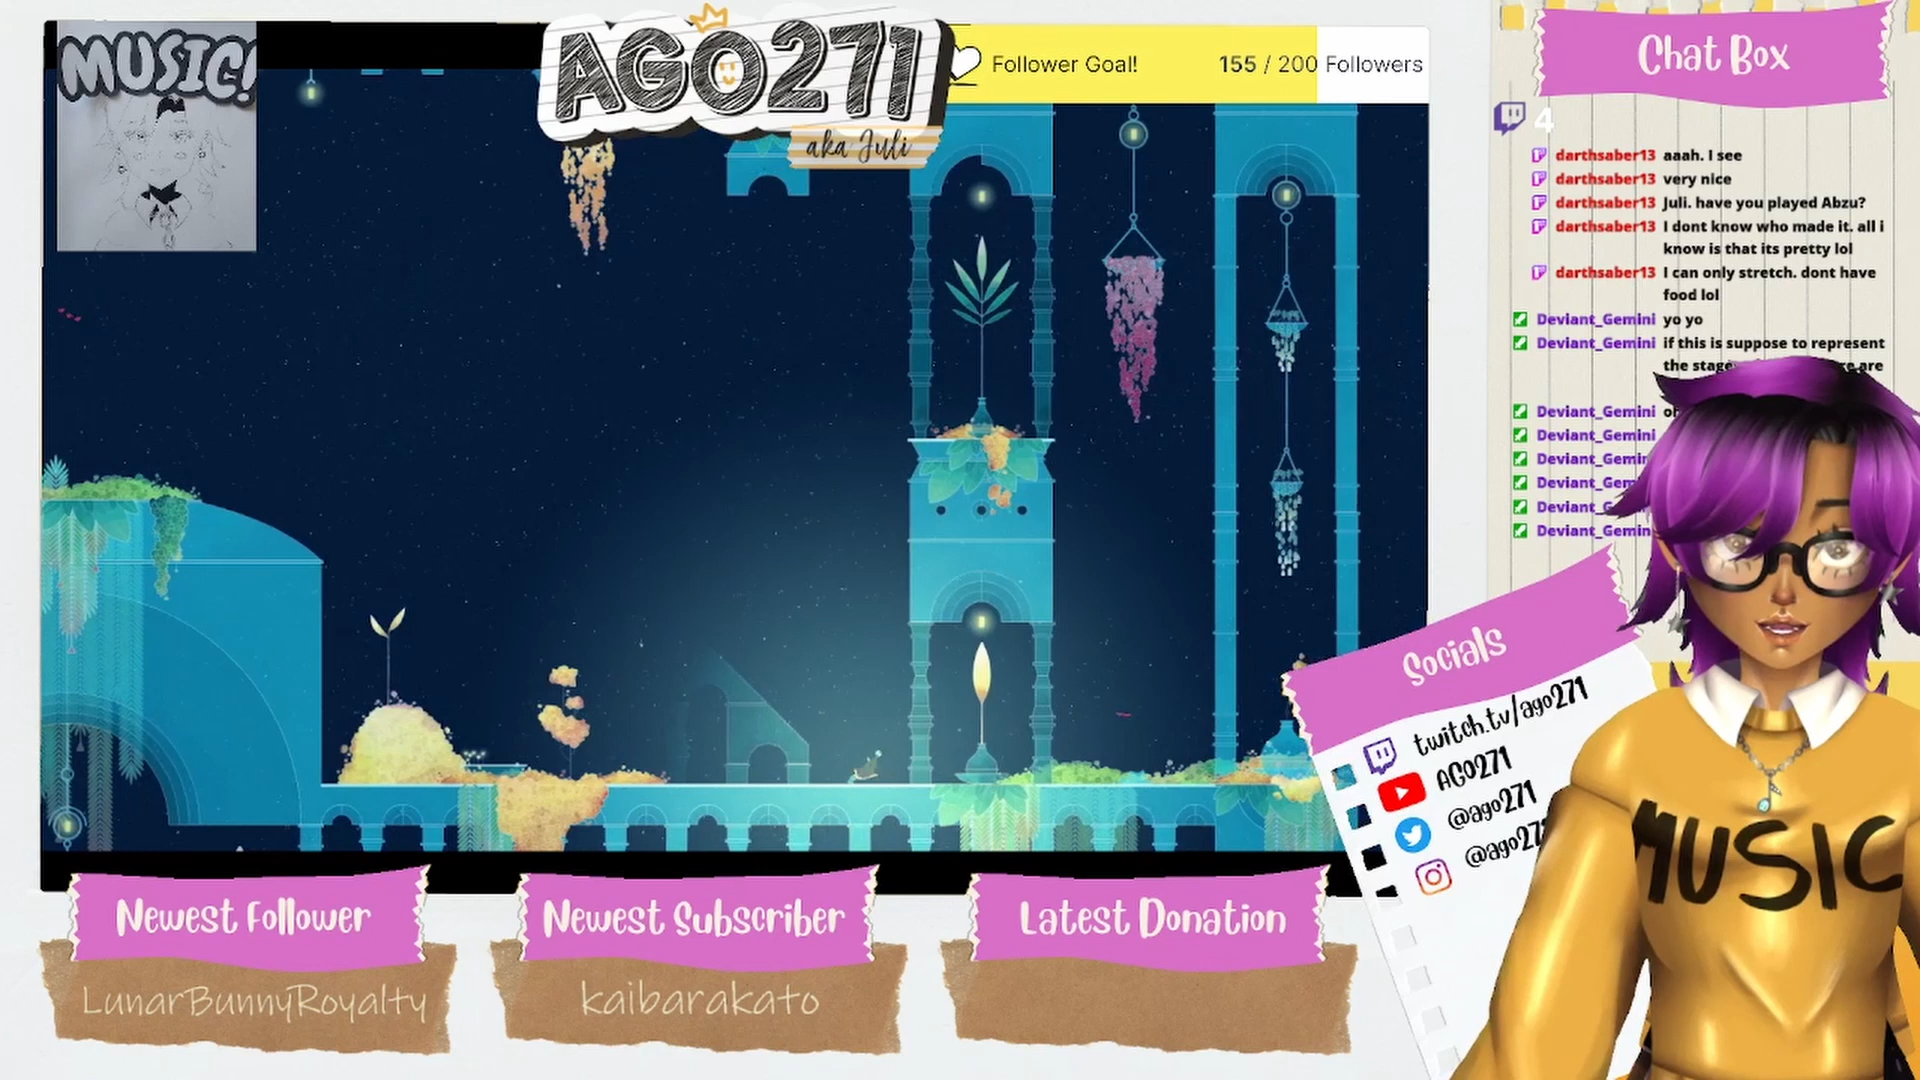 MUSIC!
AGO271
aka Juli
Follower Goal!
155 / 200 Followers
Chat Box
4
darthsaber13 aaah. I see
darthsaber13 very nice
darthsaber13 Juli. have you played Abzu?
darthsaber13 I dont know who made it. all i
know is that its pretty lol
darthsaber13 I can only stretch. dont have
food lol
Deviant_Gemini yo yo
Deviant_Gemini if this is suppose to represent
the stage are
Deviant_Gemini
Deviant_Gemini
Socials
twitch.tv/ago271
AGO271
@ago271
MUSIC
Newest Follower
LunarBunnyRoyalty
Newest Subscriber
kaibarakato
Latest Donation